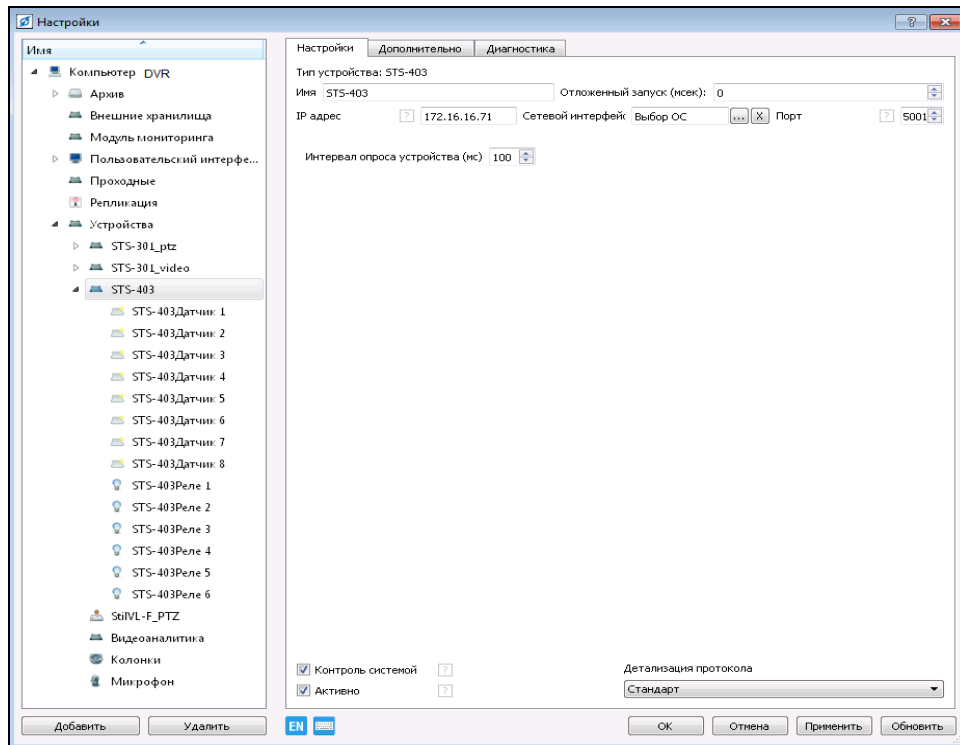 Настройки
Имя
Компьютер DVR
Архив
Внешние хранилища
Модуль мониторинга
Пользовательский интерфе...
Проходные
Репликация
Устройства
STS-301_ptz
STS-301_video
STS-403
STS-403Датчик 1
STS-403Датчик 2
STS-403Датчик 3
STS-403Датчик 4
STS-403Датчик 5
STS-403Датчик 6
STS-403Датчик 7
STS-403Датчик 8
STS-403Реле 1
STS-403Реле 2
STS-403Реле 3
STS-403Реле 4
STS-403Реле 5
STS-403Реле 6
StilVL-F_PTZ
Видеоаналитика
Колонки
Микрофон
Добавить Удалить
Настройки Дополнительно Диагностика
Тип устройства: STS-403
Имя STS-403 Отложенный запуск (мсек): 0
IP адрес ? 172.16.16.71 Сетевой интерфейс Выбор ОС ... X Порт ? 5001
Интервал опроса устройства (мс) 100
Контроль системой ? Детализация протокола
Активно ? Стандарт
EN OK Отмена Применить Обновить